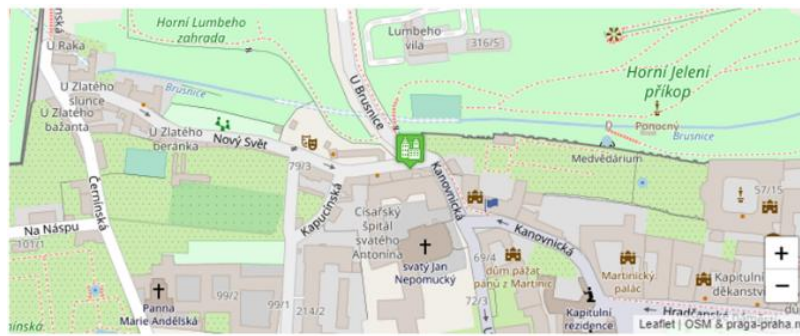 Horní Lumbeho
zahrada
Lumbeho
vila
316/5
U Raka
Brusnice
U Zlatého
slunce
U Zlatého
bažanta
U Zlatého
beránka
Nový Svět
79/3
U Brusnice
Horní Jelení
příkop
Ponocný
Brusnice
Medvědárium
57/15
Černínská
Na Náspu
101/1
Kapucínská
Císařský
špitál
svatého
Antonína
svatý Jan
Nepomucký
Kanovnická
Kanovnická
69/4
72/3
dům pážat
pánů z Martinic
Martinický
palác
Kapitulní
děkanství
Kapitulní
rezidence
Panna
Marie Andělská
99/2
99/1
214/2
+
−
Leaflet | OSM & praga-praha.r